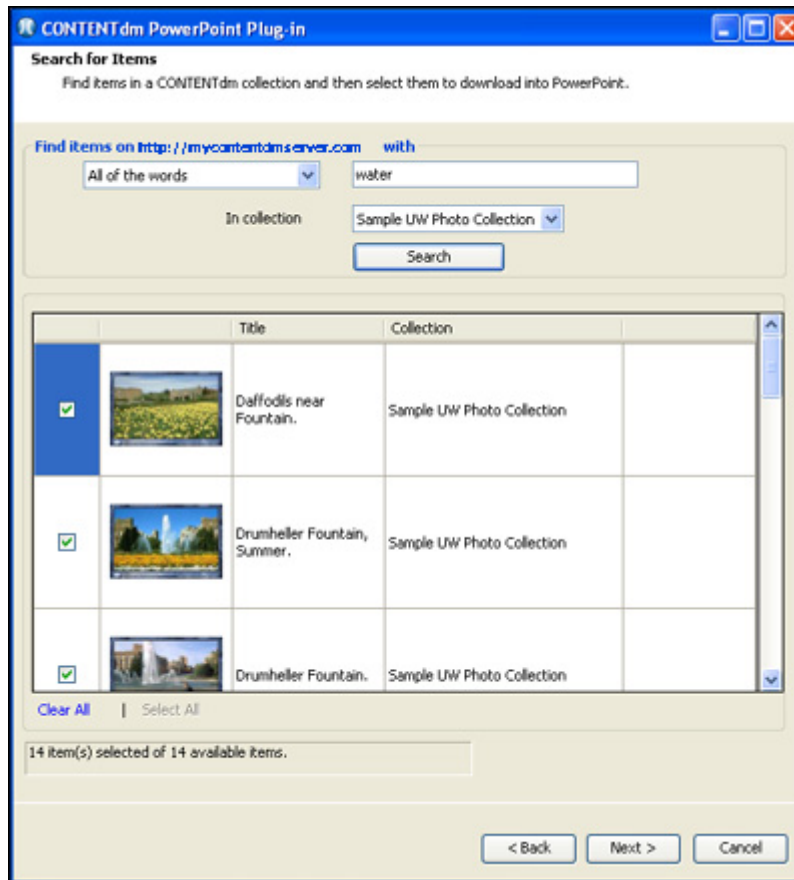 CONTENTdm PowerPoint Plug-in
Search for Items
Find items in a CONTENTdm collection and then select them to download into PowerPoint.
Find items on http://mycontentdmserver.com with
All of the words water
In collection Sample UW Photo Collection
Search
Title Collection
Daffodils near
Fountain.
Sample UW Photo Collection
Drumheller Fountain,
Summer.
Sample UW Photo Collection
Drumheller Fountain. Sample UW Photo Collection
Clear All | Select All
14 item(s) selected of 14 available items.
< Back Next > Cancel